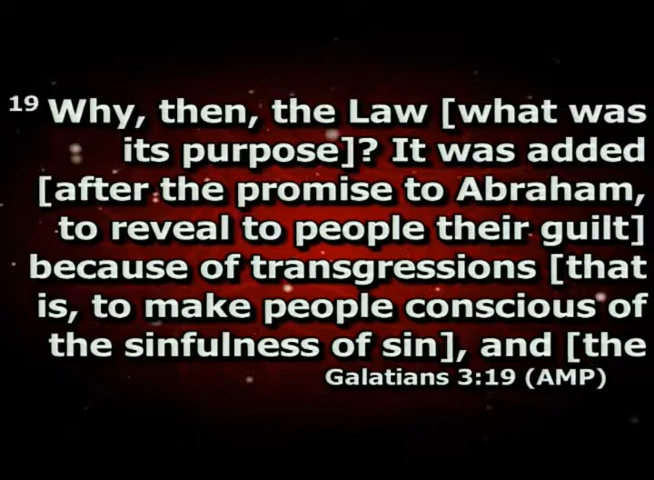 19 Why, then, the Law [what was
its purpose]? It was added
[after the promise to Abraham,
to reveal to people their guilt]
because of transgressions [that
is, to make people conscious of
the sinfulness of sin], and [the
Galatians 3:19 (AMP)